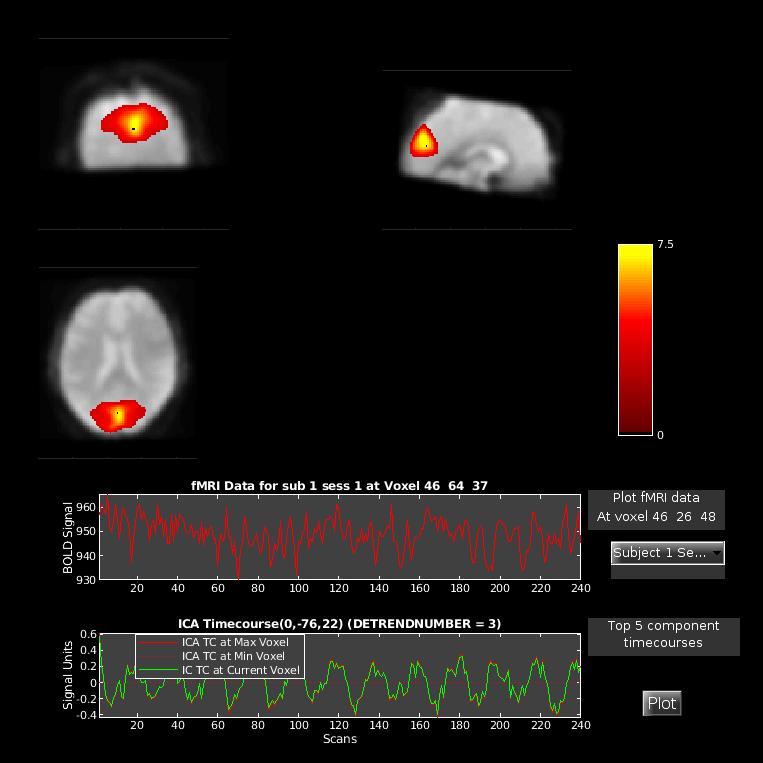 7.5
0
fMRI Data for sub 1 sess 1 at Voxel 46 64 37
BOLD Signal
960
950
940
930
20 40 60 80 100 120 140 160 180 200 220 240
Plot fMRI data
At voxel 46 26 48
Subject 1 Se...
ICA Timecourse(0,-76,22) (DETRENDNUMBER = 3)
Signal Units
0.6
0.4
0.2
0
-0.2
-0.4
ICA TC at Max Voxel
ICA TC at Min Voxel
IC TC at Current Voxel
20 40 60 80 100 120 140 160 180 200 220 240
Scans
Top 5 component
timecourses
Plot